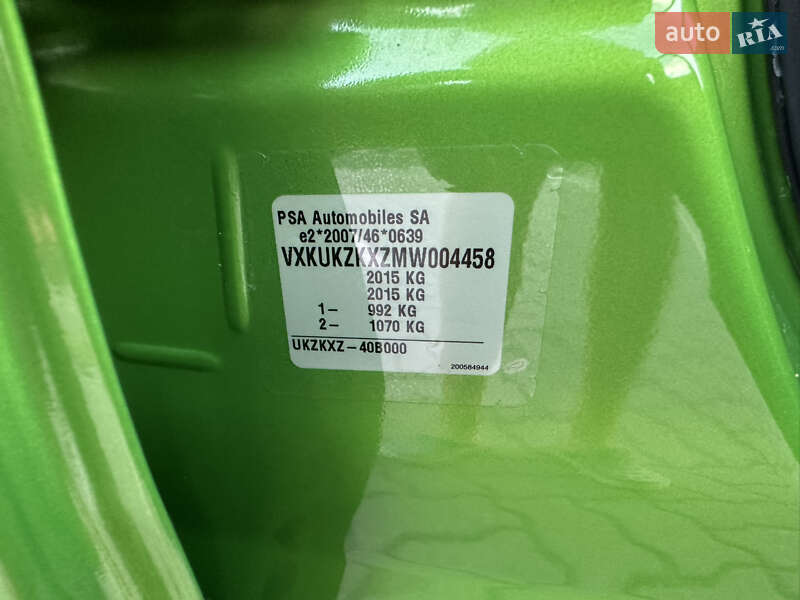 auto RIA .com
PSA Automobiles SA
e2*2007/46*0639
VXKUKZKXZMW004458
2015 KG
2015 KG
1– 992 KG
2– 1070 KG
UKZKXZ–40B000
200584944